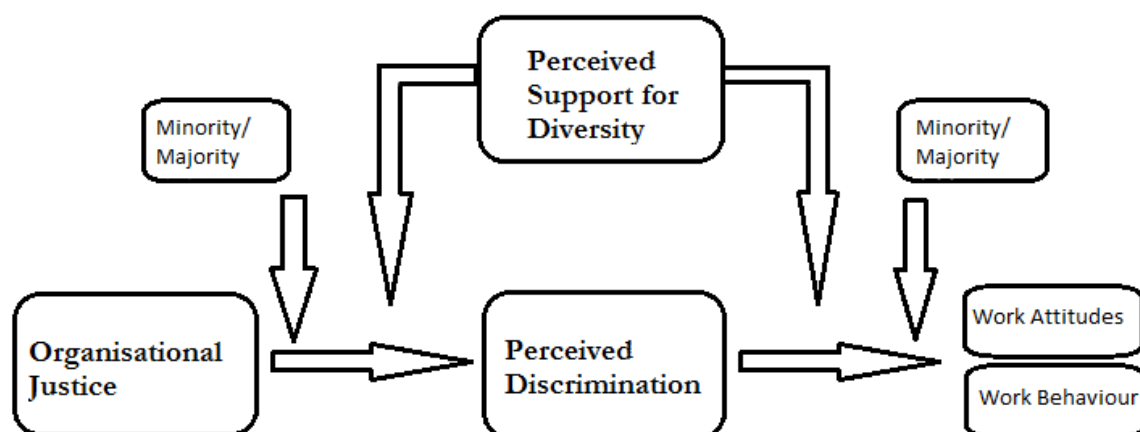 Perceived
Support for
Diversity
Minority/
Majority
Minority/
Majority
Organisational
Justice
Perceived
Discrimination
Work Attitudes
Work Behaviour